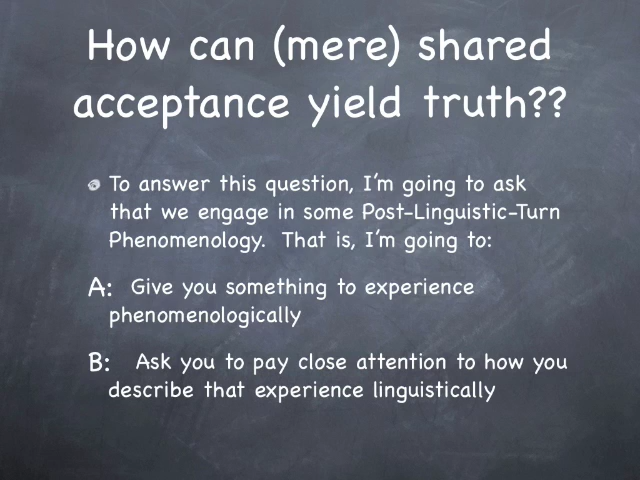 How can (mere) shared
acceptance yield truth??
To answer this question, I'm going to ask
that we engage in some Post-Linguistic-Turn
Phenomenology. That is, I'm going to:
A: Give you something to experience
phenomenologically
B: Ask you to pay close attention to how you
describe that experience linguistically